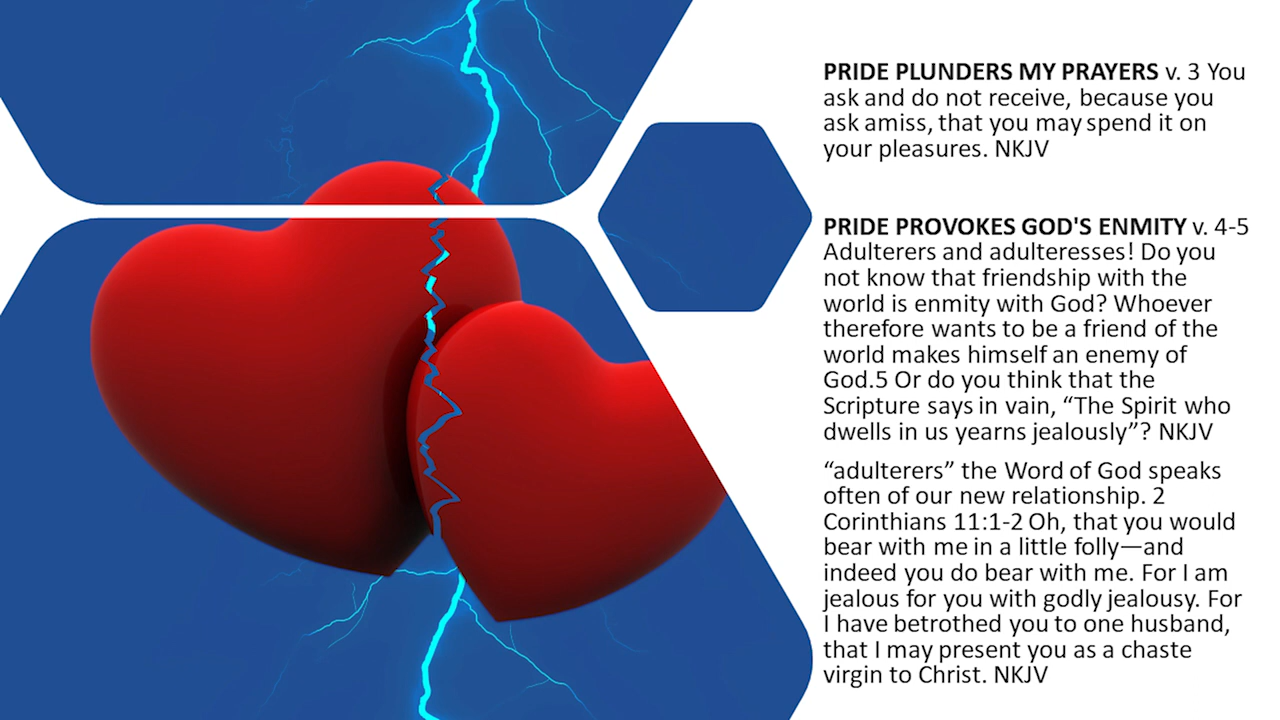 PRIDE PLUNDERS MY PRAYERS v. 3 You
ask and do not receive, because you
ask amiss, that you may spend it on
your pleasures. NKJV
PRIDE PROVOKES GOD'S ENMITY v. 4-5
Adulterers and adulteresses! Do you
not know that friendship with the
world is enmity with God? Whoever
therefore wants to be a friend of the
world makes himself an enemy of
God.5 Or do you think that the
Scripture says in vain, “The Spirit who
dwells in us yearns jealously”? NKJV
“adulterers” the Word of God speaks
often of our new relationship. 2
Corinthians 11:1-2 Oh, that you would
bear with me in a little folly—and
indeed you do bear with me. For I am
jealous for you with godly jealousy. For
I have betrothed you to one husband,
that I may present you as a chaste
virgin to Christ. NKJV